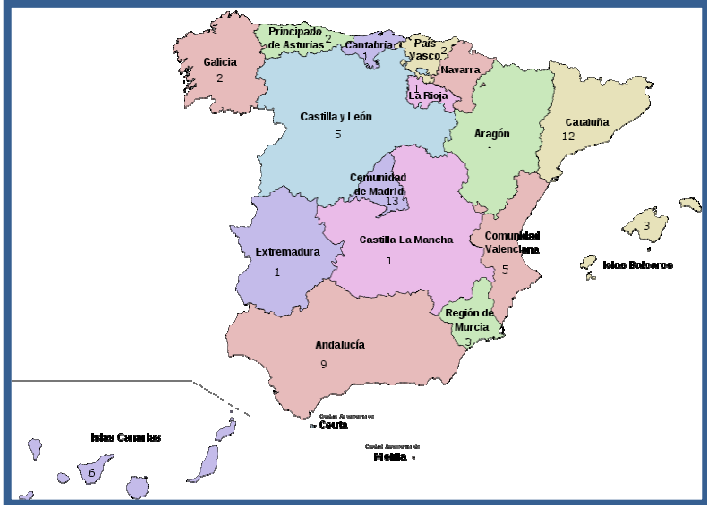 Principado
de Asturias 2
Cantabria
1
País
Vasco 2
Galicia
2
Navarra
1
La Rioja
Castilla y León
5
Aragón
Cataluña
12
Comunidad
de Madrid
13
Castilla La Mancha
1
Extremadura
1
Comunidad
Valenciana
5
3
Islas Baleares
Región de
Murcia
3
Andalucía
9
Ceuta
Melilla
Islas Canarias
6